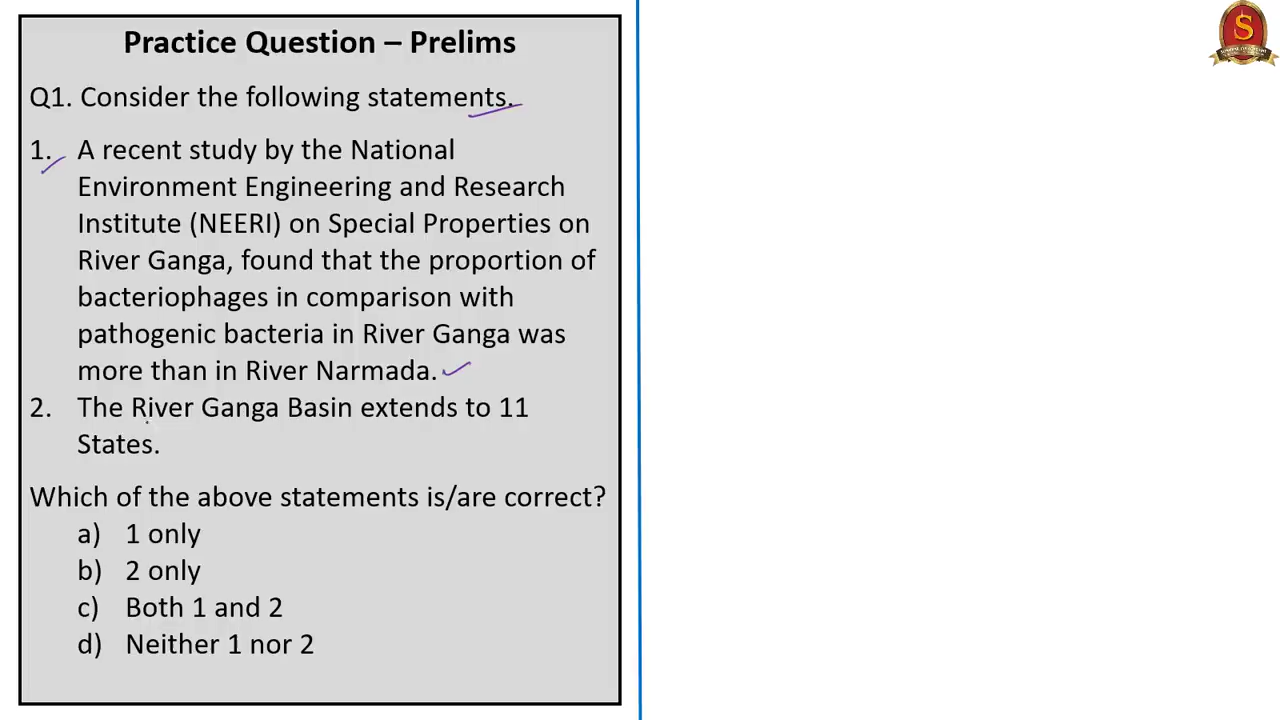 Practice Question – Prelims
Q1. Consider the following statements.
1. A recent study by the National
Environment Engineering and Research
Institute (NEERI) on Special Properties on
River Ganga, found that the proportion of
bacteriophages in comparison with
pathogenic bacteria in River Ganga was
more than in River Narmada.
2. The River Ganga Basin extends to 11
States.
Which of the above statements is/are correct?
a) 1 only
b) 2 only
c) Both 1 and 2
d) Neither 1 nor 2
S